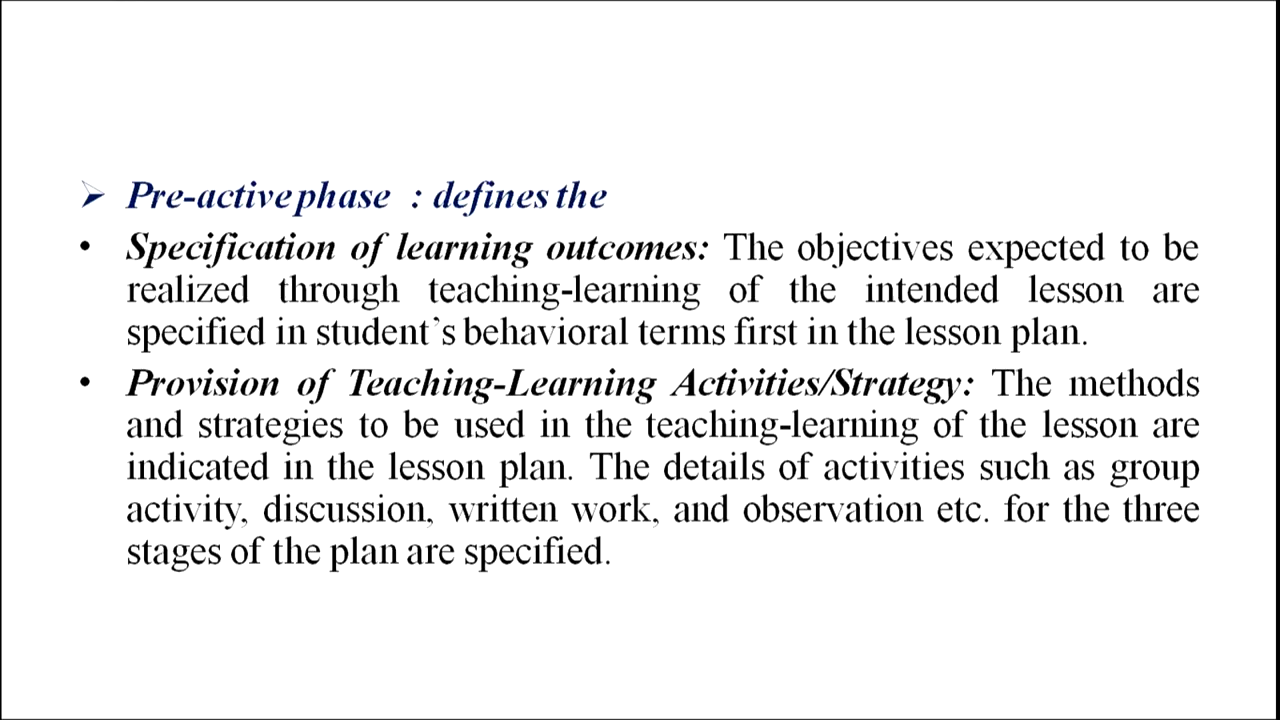 ➢ Pre-active phase : defines the
• Specification of learning outcomes: The objectives expected to be
realized through teaching-learning of the intended lesson are
specified in student's behavioral terms first in the lesson plan.
• Provision of Teaching-Learning Activities/Strategy: The methods
and strategies to be used in the teaching-learning of the lesson are
indicated in the lesson plan. The details of activities such as group
activity, discussion, written work, and observation etc. for the three
stages of the plan are specified.